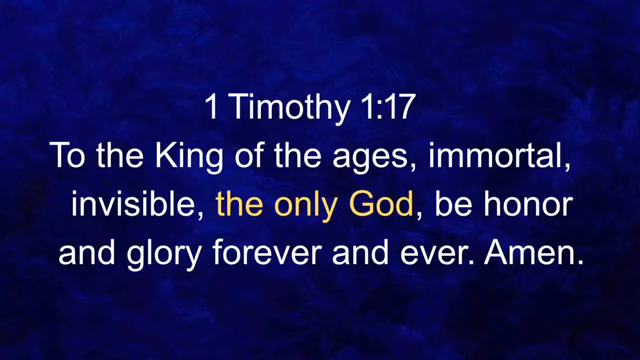 1 Timothy 1:17
To the King of the ages, immortal,
invisible, the only God, be honor
and glory forever and ever. Amen.